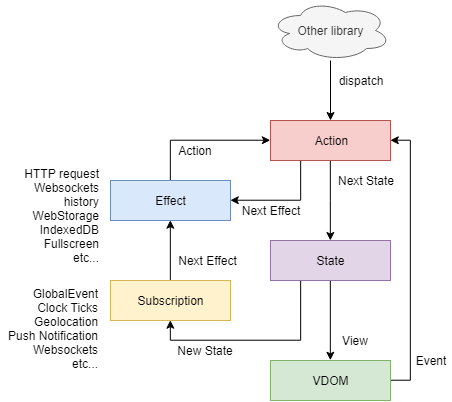 Other library
dispatch
Action
Action
Next State
HTTP request
Websockets
history
WebStorage
IndexedDB
Fullscreen
etc...
Effect
Next Effect
Next Effect
State
GlobalEvent
Clock Ticks
Geolocation
Push Notification
Websockets
etc...
Subscription
New State
View
Event
VDOM